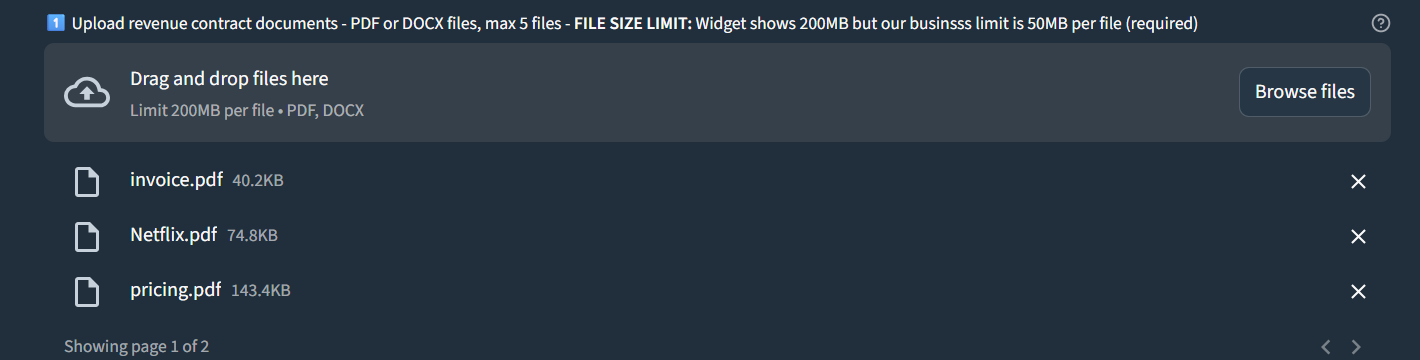 1 Upload revenue contract documents - PDF or DOCX files, max 5 files - FILE SIZE LIMIT: Widget shows 200MB but our businsss limit is 50MB per file (required)
Drag and drop files here
Limit 200MB per file • PDF, DOCX
Browse files
invoice.pdf 40.2KB
Netflix.pdf 74.8KB
pricing.pdf 143.4KB
Showing page 1 of 2